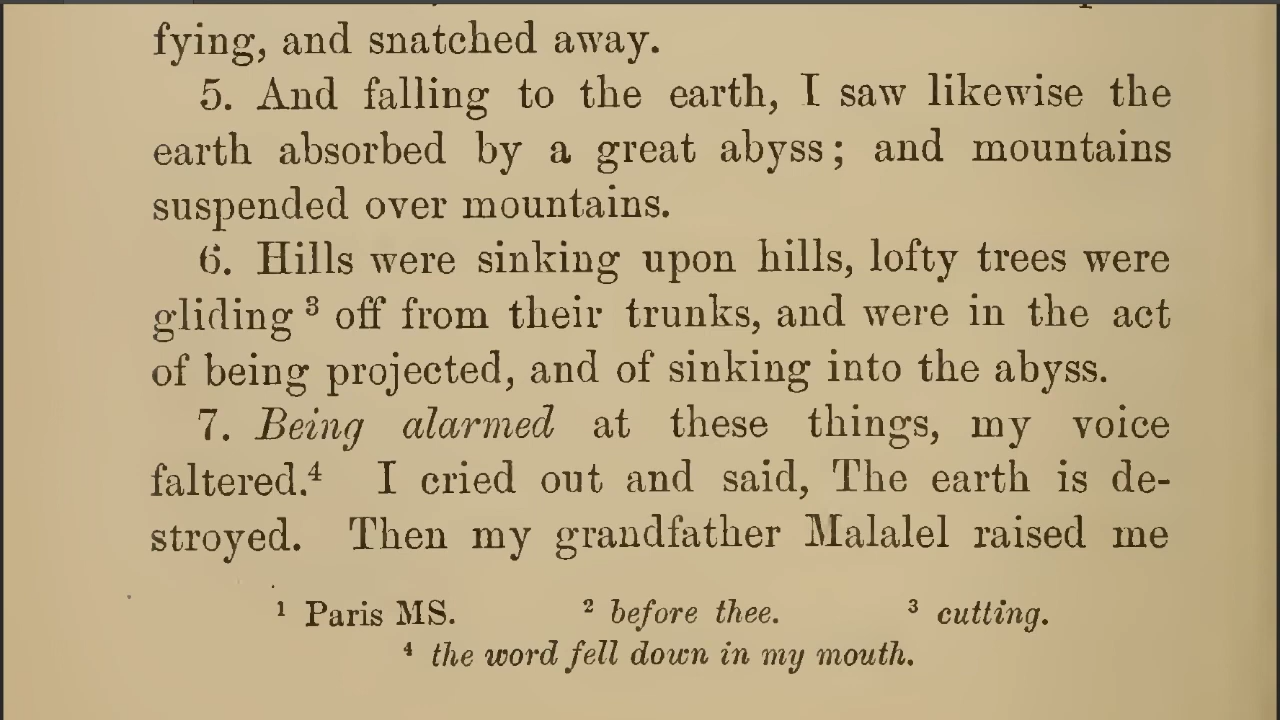 fying, and snatched away.
5. And falling to the earth, I saw likewise the
earth absorbed by a great abyss; and mountains
suspended over mountains.
6. Hills were sinking upon hills, lofty trees were
gliding ³ off from their trunks, and were in the act
of being projected, and of sinking into the abyss.
7. Being alarmed at these things, my voice
faltered.⁴ I cried out and said, The earth is de-
stroyed. Then my grandfather Malalel raised me
¹ Paris MS. ² before thee. ³ cutting.
⁴ the word fell down in my mouth.